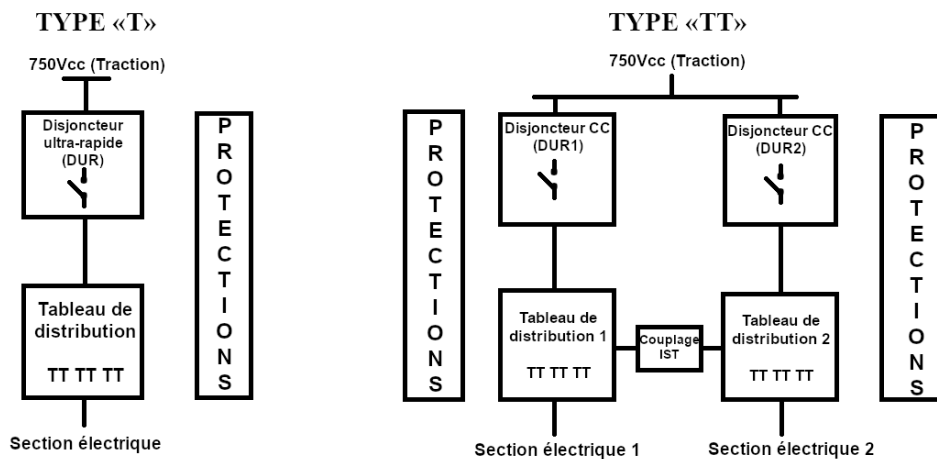 TYPE «T»
750Vcc (Traction)
Disjoncteur
ultra-rapide
(DUR)
PROTECTIONS
Tableau de
distribution
TT TT TT
Section électrique
TYPE «TT»
750Vcc (Traction)
PROTECTIONS
Disjoncteur CC
(DUR1)
Disjoncteur CC
(DUR2)
PROTECTIONS
Tableau de
distribution 1
TT TT TT
Couplage
IST
Tableau de
distribution 2
TT TT TT
Section électrique 1
Section électrique 2